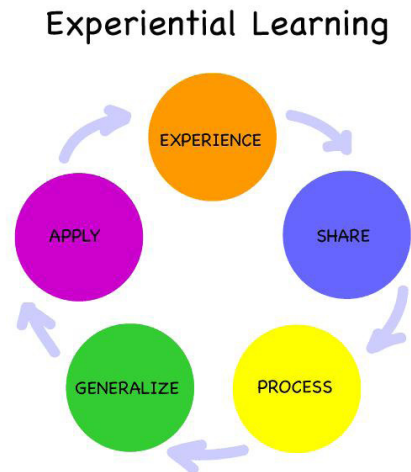 Experiential Learning
EXPERIENCE
SHARE
PROCESS
GENERALIZE
APPLY